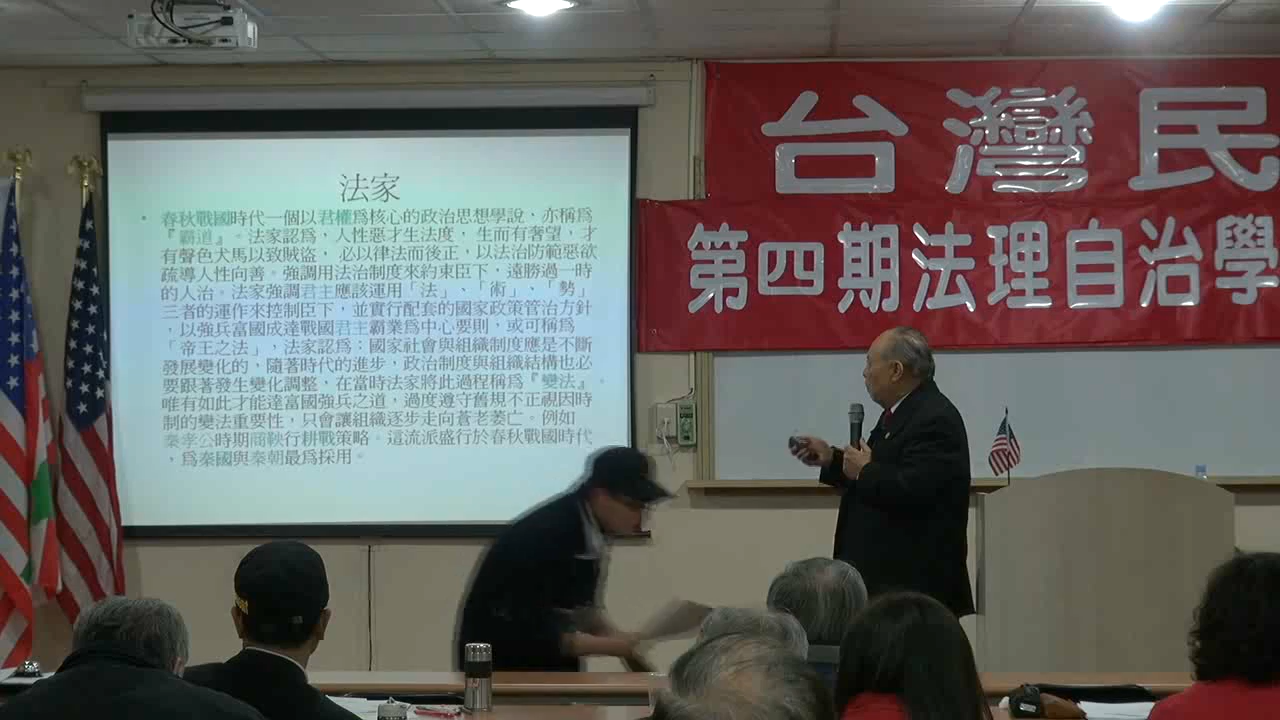 法家
• 春秋戰國時代一個以君權爲核心的政治思想學說，亦稱爲
『霸道』。法家認爲，人性惡才生法度，生而有奢望，才
有聲色犬馬以致賊盜，必以律法而後正，以法治防範惡欲
疏導人性向善。強調用法治制度來約束臣下，遠勝過一時
的人治。法家強調君主應該運用「法」、「術」、「勢」
三者的運作來控制臣下，並實行配套的國家政策管治方針
，以強兵富國成達戰國君主霸業爲中心要則，或可稱爲
「帝王之法」，法家認爲：國家社會與組織制度應是不斷
發展變化的，隨著時代的進步，政治制度與組織結構也必
要跟著發生變化調整，在當時法家將此過程稱爲『變法』。
唯有如此才能達富國強兵之道，過度遵守舊規不正視因時
制的變法重要性，只會讓組織逐步走向蒼老萎亡。例如
秦孝公時期商鞅行耕戰策略。這流派盛行於春秋戰國時代
，爲秦國與秦朝最爲採用。
台灣民
第四期法理自治學